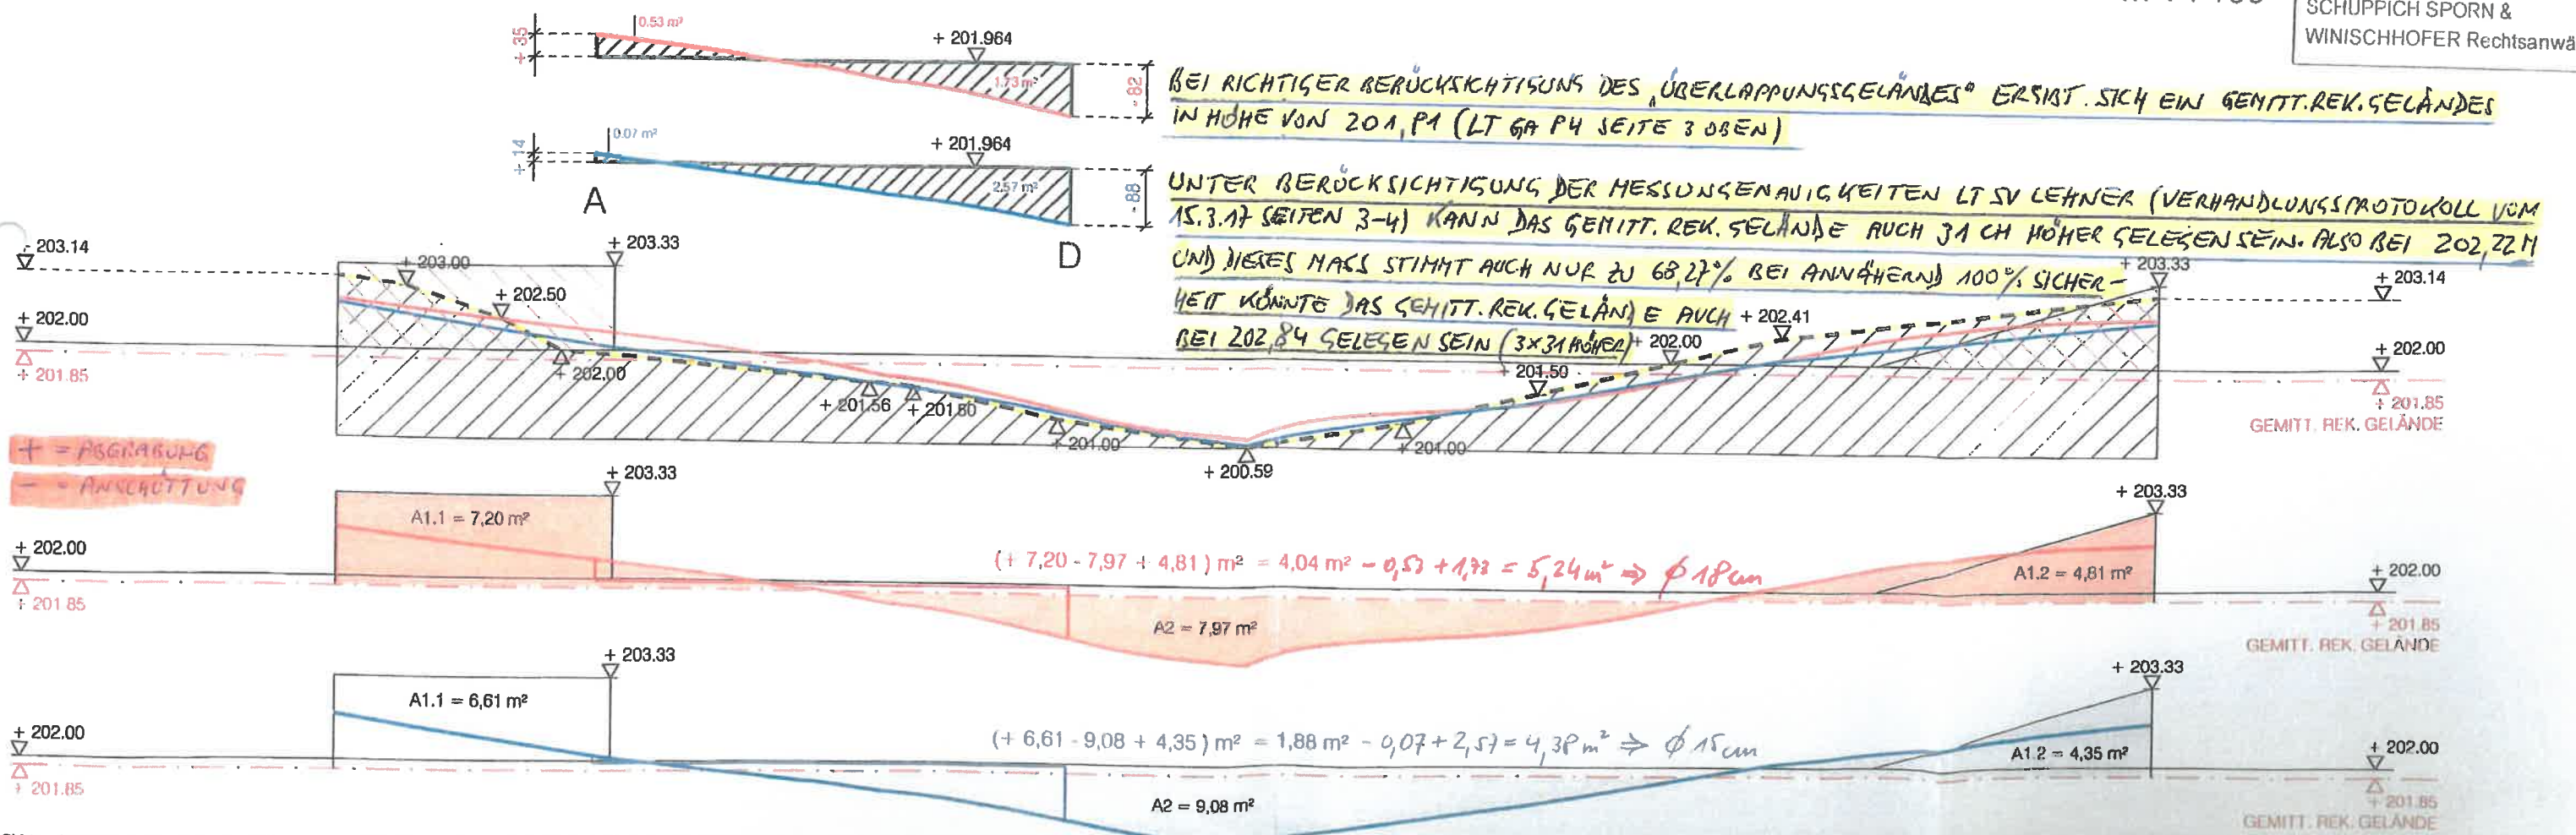 SCHUPPICH SPORN &
WINISCHHOFER Rechtsanwä
+ 35
0.53 m²
+ 201.964
1.73 m²
- 82
BEI RICHTIGER BERÜCKSICHTIGUNG DES „ÜBERLAPPUNGSGELÄNDES" ERGIBT. SICH EIN GEMITT. REK. GELÄNDES
IN HÖHE VON 201,91 (LT GA P4 SEITE 3 OBEN)
+ 14
0.07 m²
+ 201.964
2.57 m²
- 88
A
D
UNTER BERÜCKSICHTIGUNG DER MESSUNGENAUIGKEITEN LT SV LEHNER (VERHANDLUNGSPROTOKOLL VOM
15.3.17 SEITEN 3-4) KANN DAS GEMITT. REK. GELÄNDE AUCH 31 CM HÖHER GELEGEN SEIN. ALSO BEI 202,22 M
UND DIESES MASS STIMMT AUCH NUR ZU 68,27% BEI ANNÄHERND 100% SICHER-
HEIT KÖNNTE DAS GEMITT. REK. GELÄNDE AUCH
BEI 202,84 GELEGEN SEIN (3x31 HÖHER)
203.14
+ 203.00
+ 203.33
+ 202.50
+ 202.00
+ 201.85
+ 202.00
+ 201.56
+ 201.50
+ 201.00
+ 200.59
+ 201.00
201.50
+ 202.00
+ 202.41
+ 203.33
+ 203.14
+ 202.00
+ 201.85
GEMITT. REK. GELÄNDE
+ = ABGRABUNG
- = ANSCHÜTTUNG
+ 203.33
+ 203.33
A1.1 = 7,20 m²
+ 202.00
+ 201.85
(+ 7,20 - 7,97 + 4,81 ) m² = 4,04 m² - 0,53 + 1,73 = 5,24 m² ⇒ ϕ 18 cm
A2 = 7,97 m²
A1.2 = 4,81 m²
+ 202.00
+ 201.85
GEMITT. REK. GELÄNDE
+ 203.33
+ 203.33
A1.1 = 6,61 m²
+ 202.00
+ 201.85
(+ 6,61 - 9,08 + 4,35 ) m² = 1,88 m² - 0,07 + 2,57 = 4,38 m² ⇒ ϕ 15 cm
A2 = 9,08 m²
A1.2 = 4,35 m²
+ 202.00
+ 201.85
GEMITT. REK. GELÄNDE